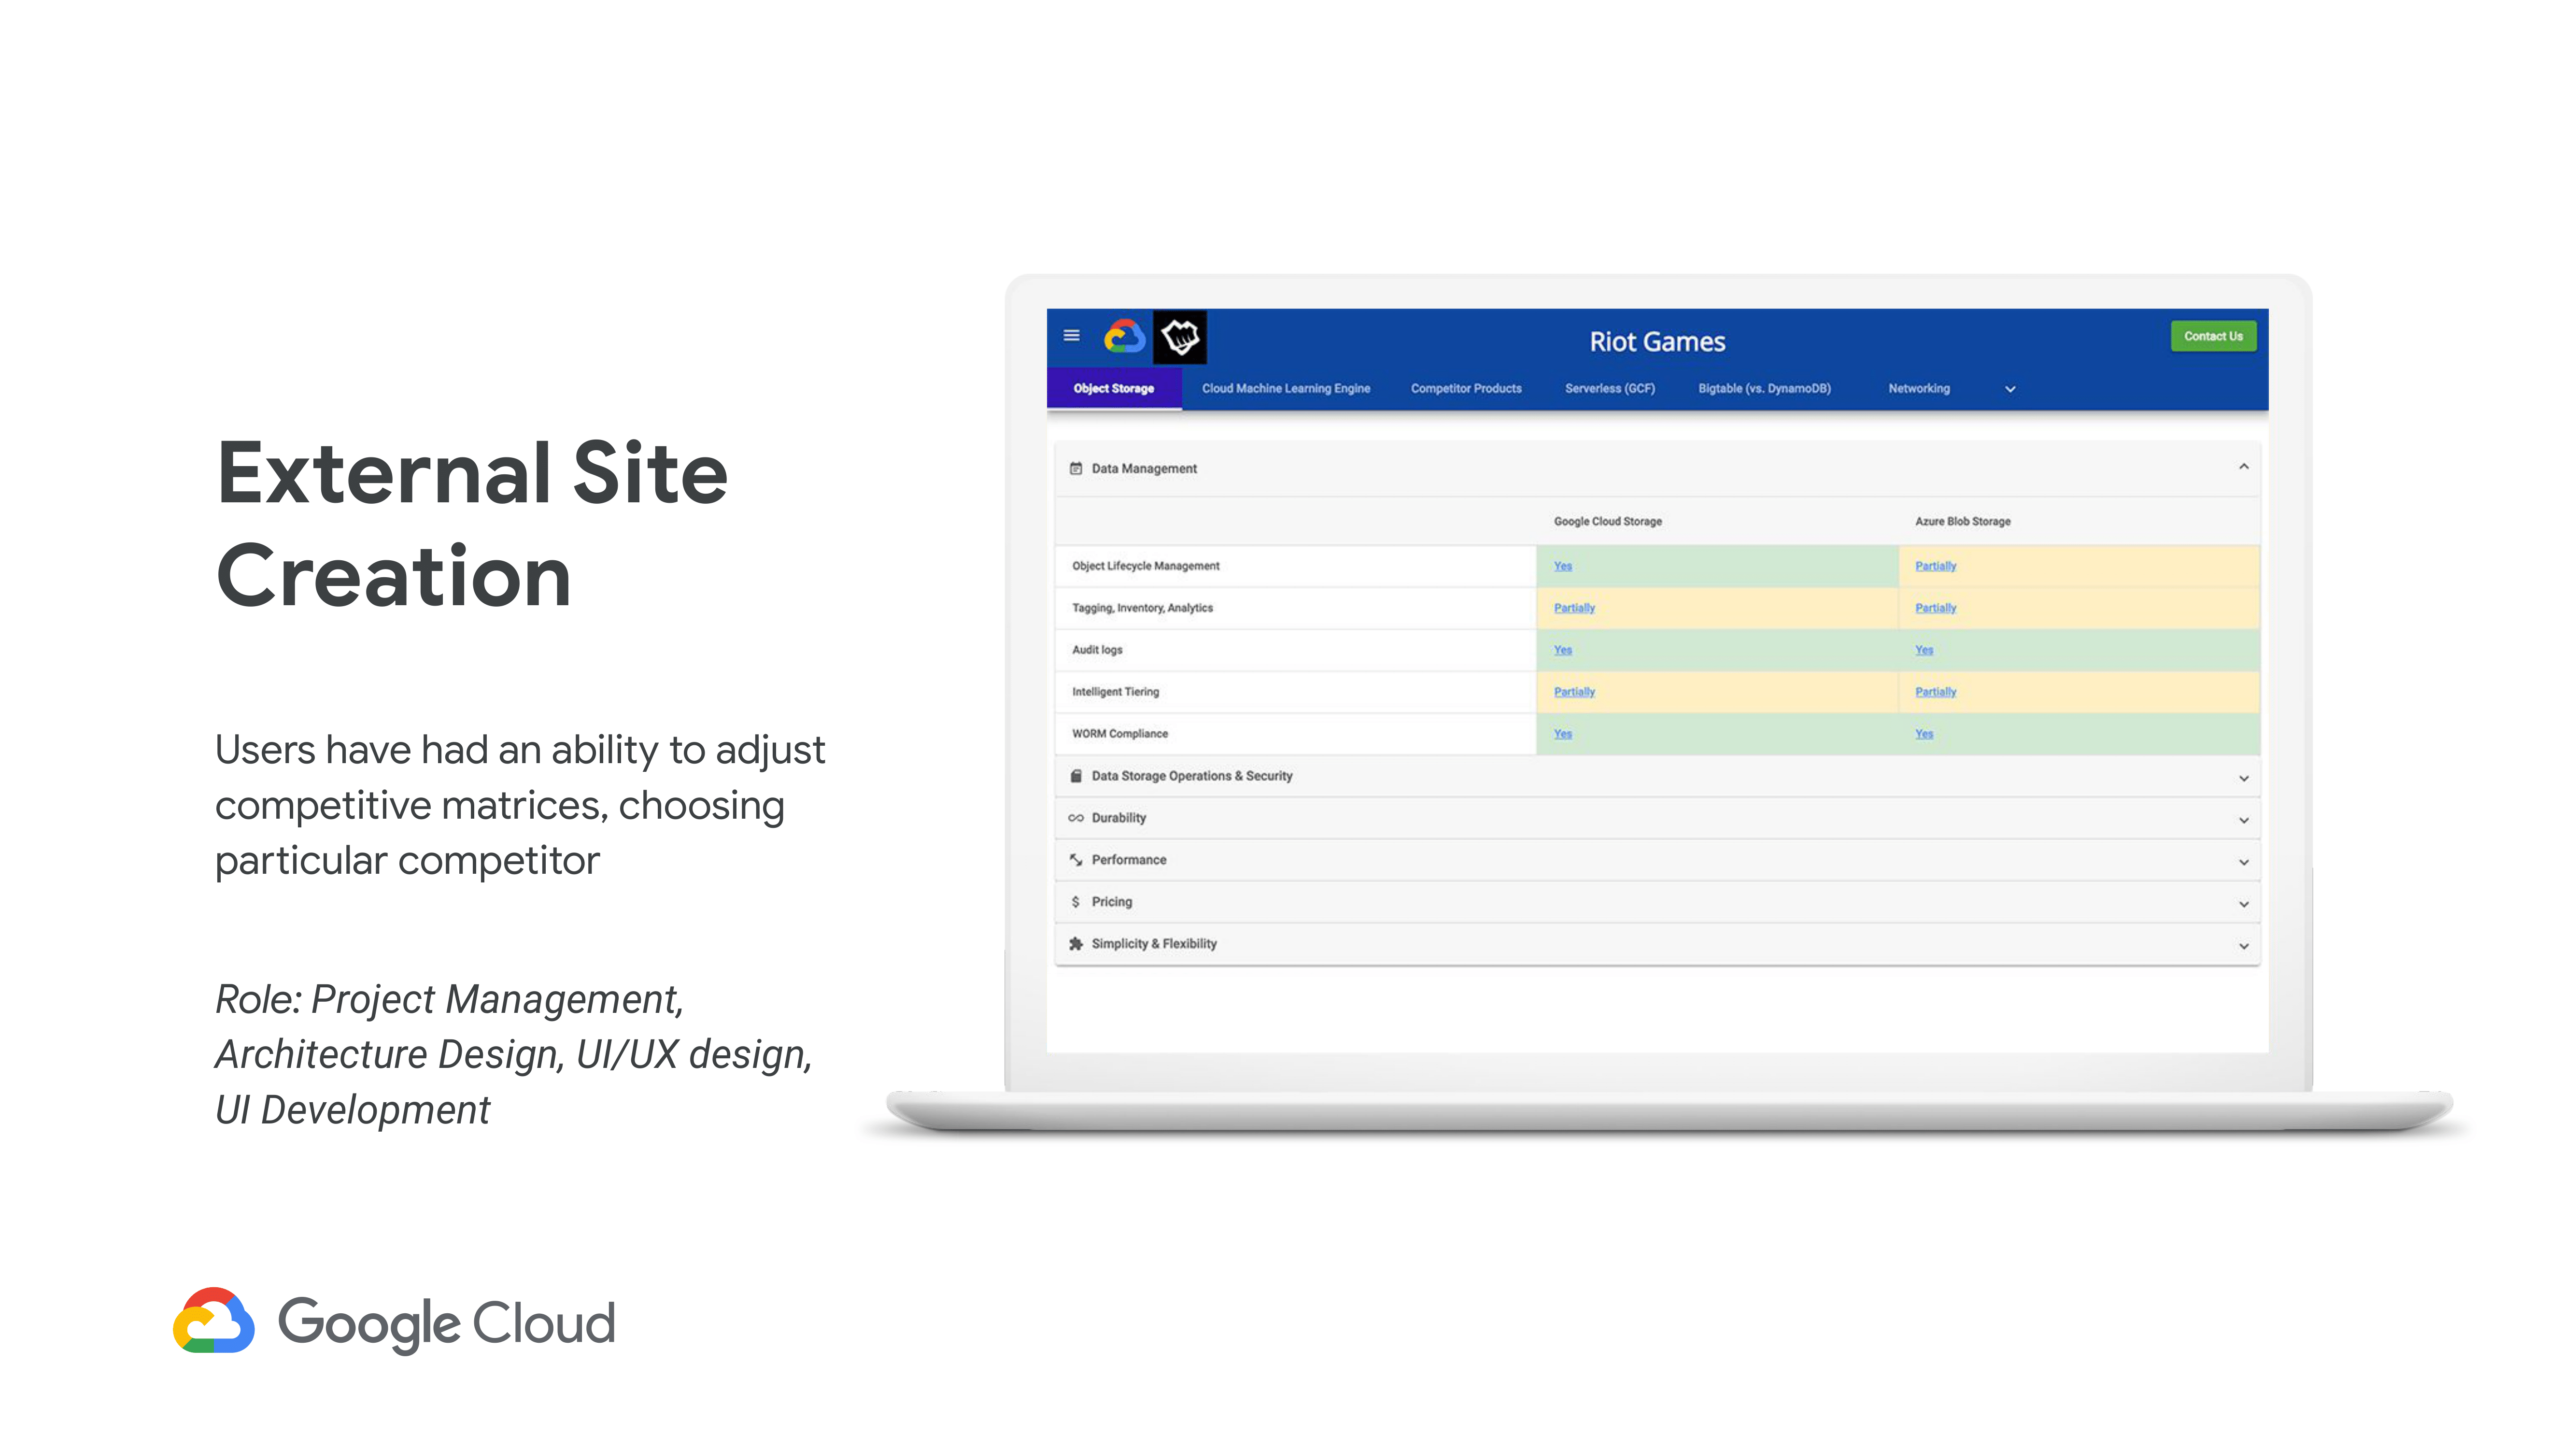 External Site
Creation
Users have had an ability to adjust
competitive matrices, choosing
particular competitor
Role: Project Management,
Architecture Design, UI/UX design,
UI Development
Google Cloud
Riot Games
Contact Us
Object Storage Cloud Machine Learning Engine Competitor Products Serverless (GCF) Bigtable (vs. DynamoDB) Networking
Data Management
Google Cloud Storage Azure Blob Storage
Object Lifecycle Management Yes Partially
Tagging, Inventory, Analytics Partially Partially
Audit logs Yes Yes
Intelligent Tiering Partially Partially
WORM Compliance Yes Yes
Data Storage Operations & Security
Durability
Performance
$ Pricing
Simplicity & Flexibility